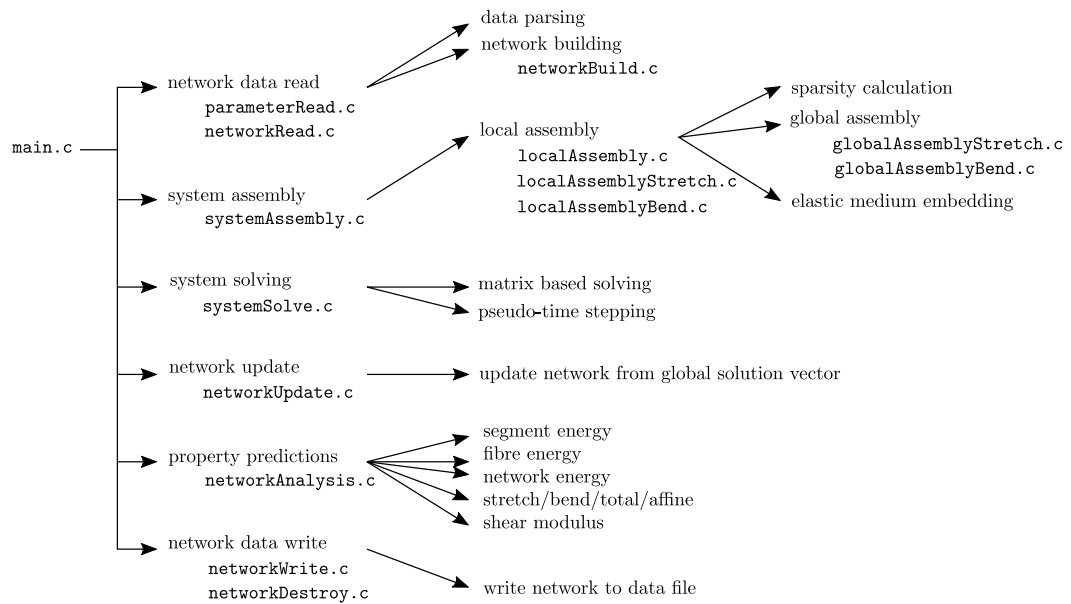 main.c
network data read
parameterRead.c
networkRead.c
data parsing
network building
networkBuild.c
system assembly
systemAssembly.c
local assembly
localAssembly.c
localAssemblyStretch.c
localAssemblyBend.c
sparsity calculation
global assembly
globalAssemblyStretch.c
globalAssemblyBend.c
elastic medium embedding
system solving
systemSolve.c
matrix based solving
pseudo-time stepping
network update
networkUpdate.c
update network from global solution vector
property predictions
networkAnalysis.c
segment energy
fibre energy
network energy
stretch/bend/total/affine
shear modulus
network data write
networkWrite.c
networkDestroy.c
write network to data file